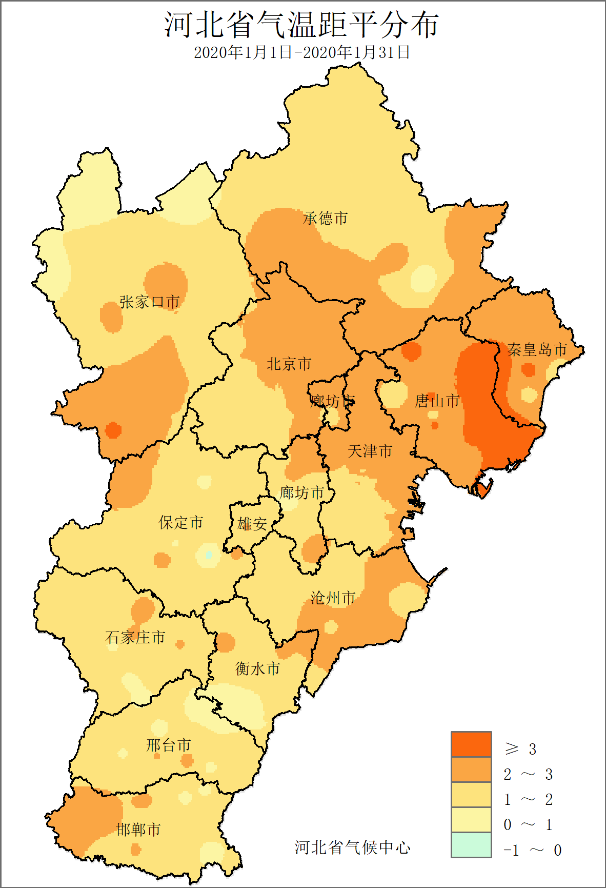 河北省气温距平分布
2020年1月1日-2020年1月31日
承德市
张家口市
秦皇岛市
北京市
廊坊市
唐山市
天津市
廊坊市
保定市
雄安
沧州市
石家庄市
衡水市
邢台市
邯郸市
≥ 3
2 ~ 3
1 ~ 2
0 ~ 1
-1 ~ 0
河北省气候中心